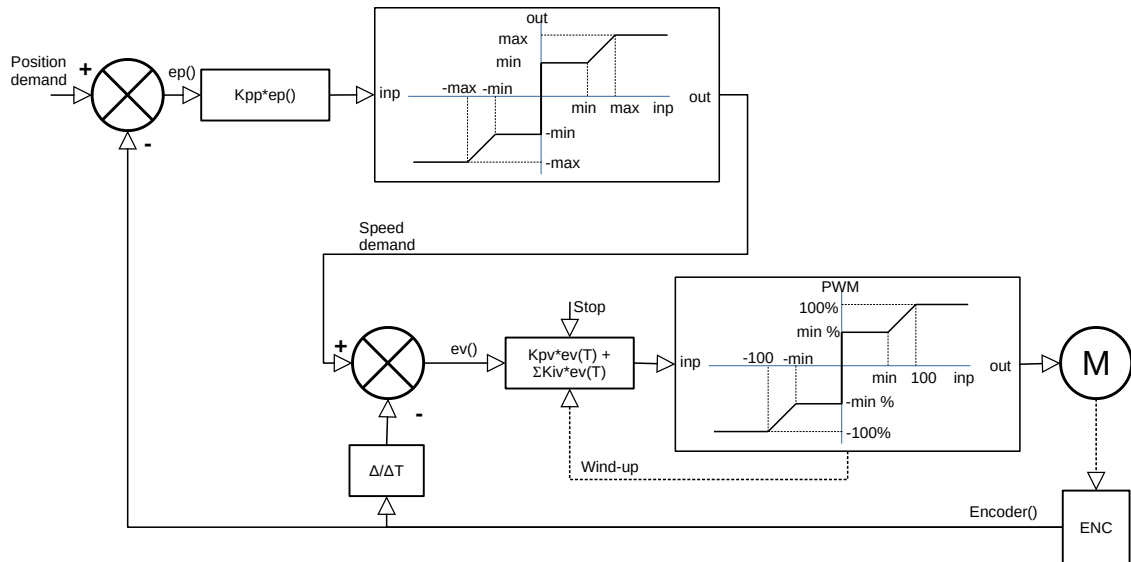 out
max
min
Position
demand
+
ep()
Kpp*ep()
inp
-max
-min
min
max
inp
out
-
-min
-max
Speed
demand
PWM
100%
min %
Stop
+
ev()
Kpv*ev(T) +
ΣKiv*ev(T)
inp
-100
-min
min
100
inp
out
M
-
-min %
-100%
Δ/ΔT
Wind-up
Encoder()
ENC